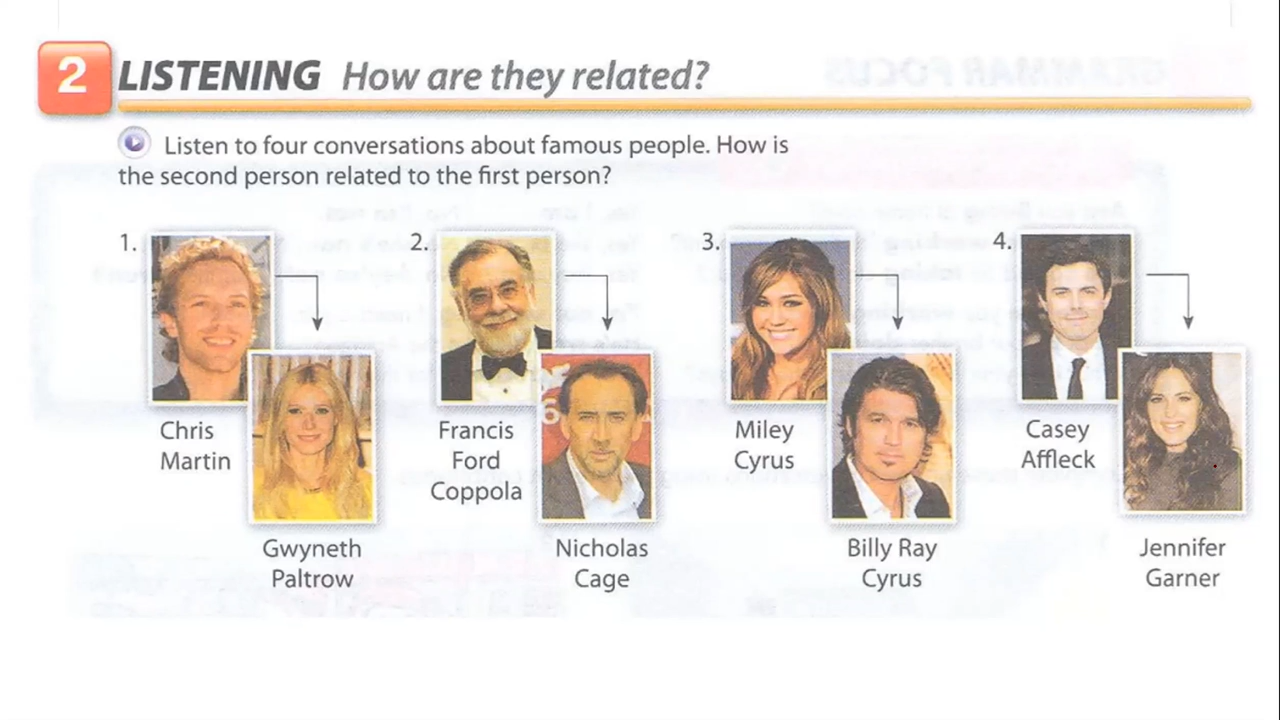 2 LISTENING How are they related?
Listen to four conversations about famous people. How is
the second person related to the first person?
1.
Chris
Martin
Gwyneth
Paltrow
2.
Francis
Ford
Coppola
6
Nicholas
Cage
3.
Miley
Cyrus
Billy Ray
Cyrus
4.
Casey
Affleck
Jennifer
Garner